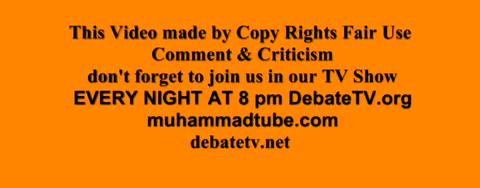 This Video made by Copy Rights Fair Use
Comment & Criticism
don't forget to join us in our TV Show
EVERY NIGHT AT 8 pm DebateTV.org
muhammadtube.com
debatetv.net